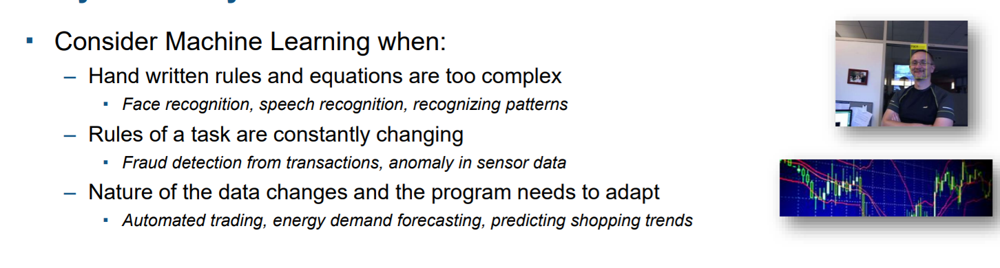 ▪ Consider Machine Learning when:
– Hand written rules and equations are too complex
▪ Face recognition, speech recognition, recognizing patterns
– Rules of a task are constantly changing
▪ Fraud detection from transactions, anomaly in sensor data
– Nature of the data changes and the program needs to adapt
▪ Automated trading, energy demand forecasting, predicting shopping trends